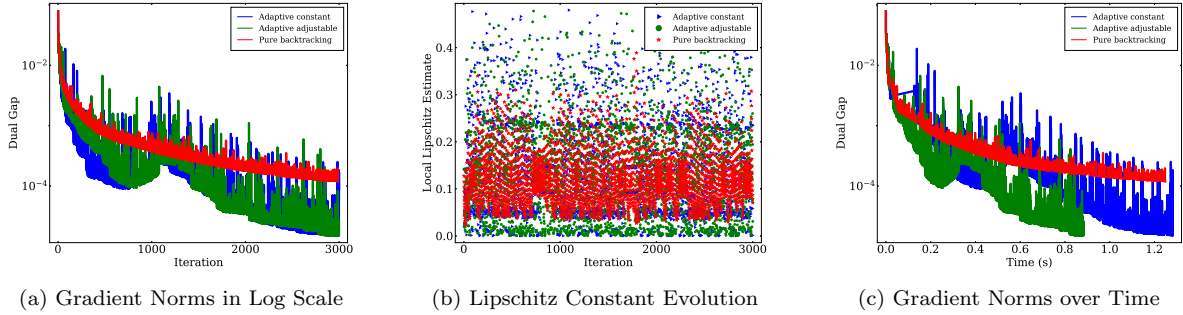 Adaptive constant
Adaptive adjustable
Pure backtracking
10⁻²
10⁻⁴
Dual Gap
0
1000
2000
3000
Iteration
(a) Gradient Norms in Log Scale
Adaptive constant
Adaptive adjustable
Pure backtracking
0.4
0.3
0.2
0.1
0.0
Local Lipschitz Estimate
0
1000
2000
3000
Iteration
(b) Lipschitz Constant Evolution
Adaptive constant
Adaptive adjustable
Pure backtracking
10⁻²
10⁻⁴
Dual Gap
0.0
0.2
0.4
0.6
0.8
1.0
1.2
Time (s)
(c) Gradient Norms over Time